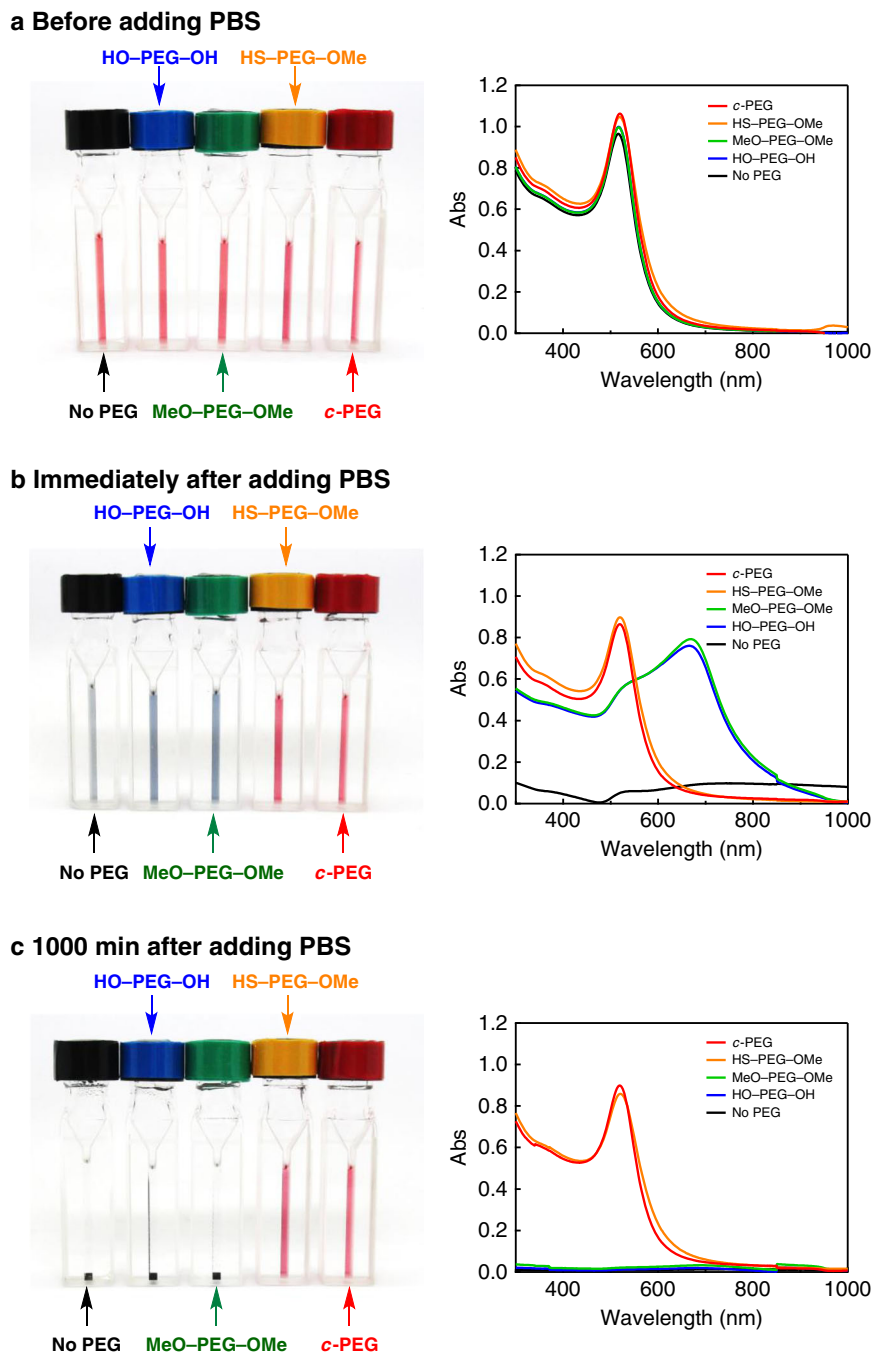 a Before adding PBS
HO–PEG–OH HS–PEG–OMe
No PEG MeO–PEG–OMe c-PEG
1.2
1.0
0.8
0.6
0.4
0.2
0.0
Abs
c-PEG
HS–PEG–OMe
MeO–PEG–OMe
HO–PEG–OH
No PEG
400 600 800 1000
Wavelength (nm)
b Immediately after adding PBS
HO–PEG–OH HS–PEG–OMe
No PEG MeO–PEG–OMe c-PEG
1.2
1.0
0.8
0.6
0.4
0.2
0.0
Abs
c-PEG
HS–PEG–OMe
MeO–PEG–OMe
HO–PEG–OH
No PEG
400 600 800 1000
Wavelength (nm)
c 1000 min after adding PBS
HO–PEG–OH HS–PEG–OMe
No PEG MeO–PEG–OMe c-PEG
1.2
1.0
0.8
0.6
0.4
0.2
0.0
Abs
c-PEG
HS–PEG–OMe
MeO–PEG–OMe
HO–PEG–OH
No PEG
400 600 800 1000
Wavelength (nm)